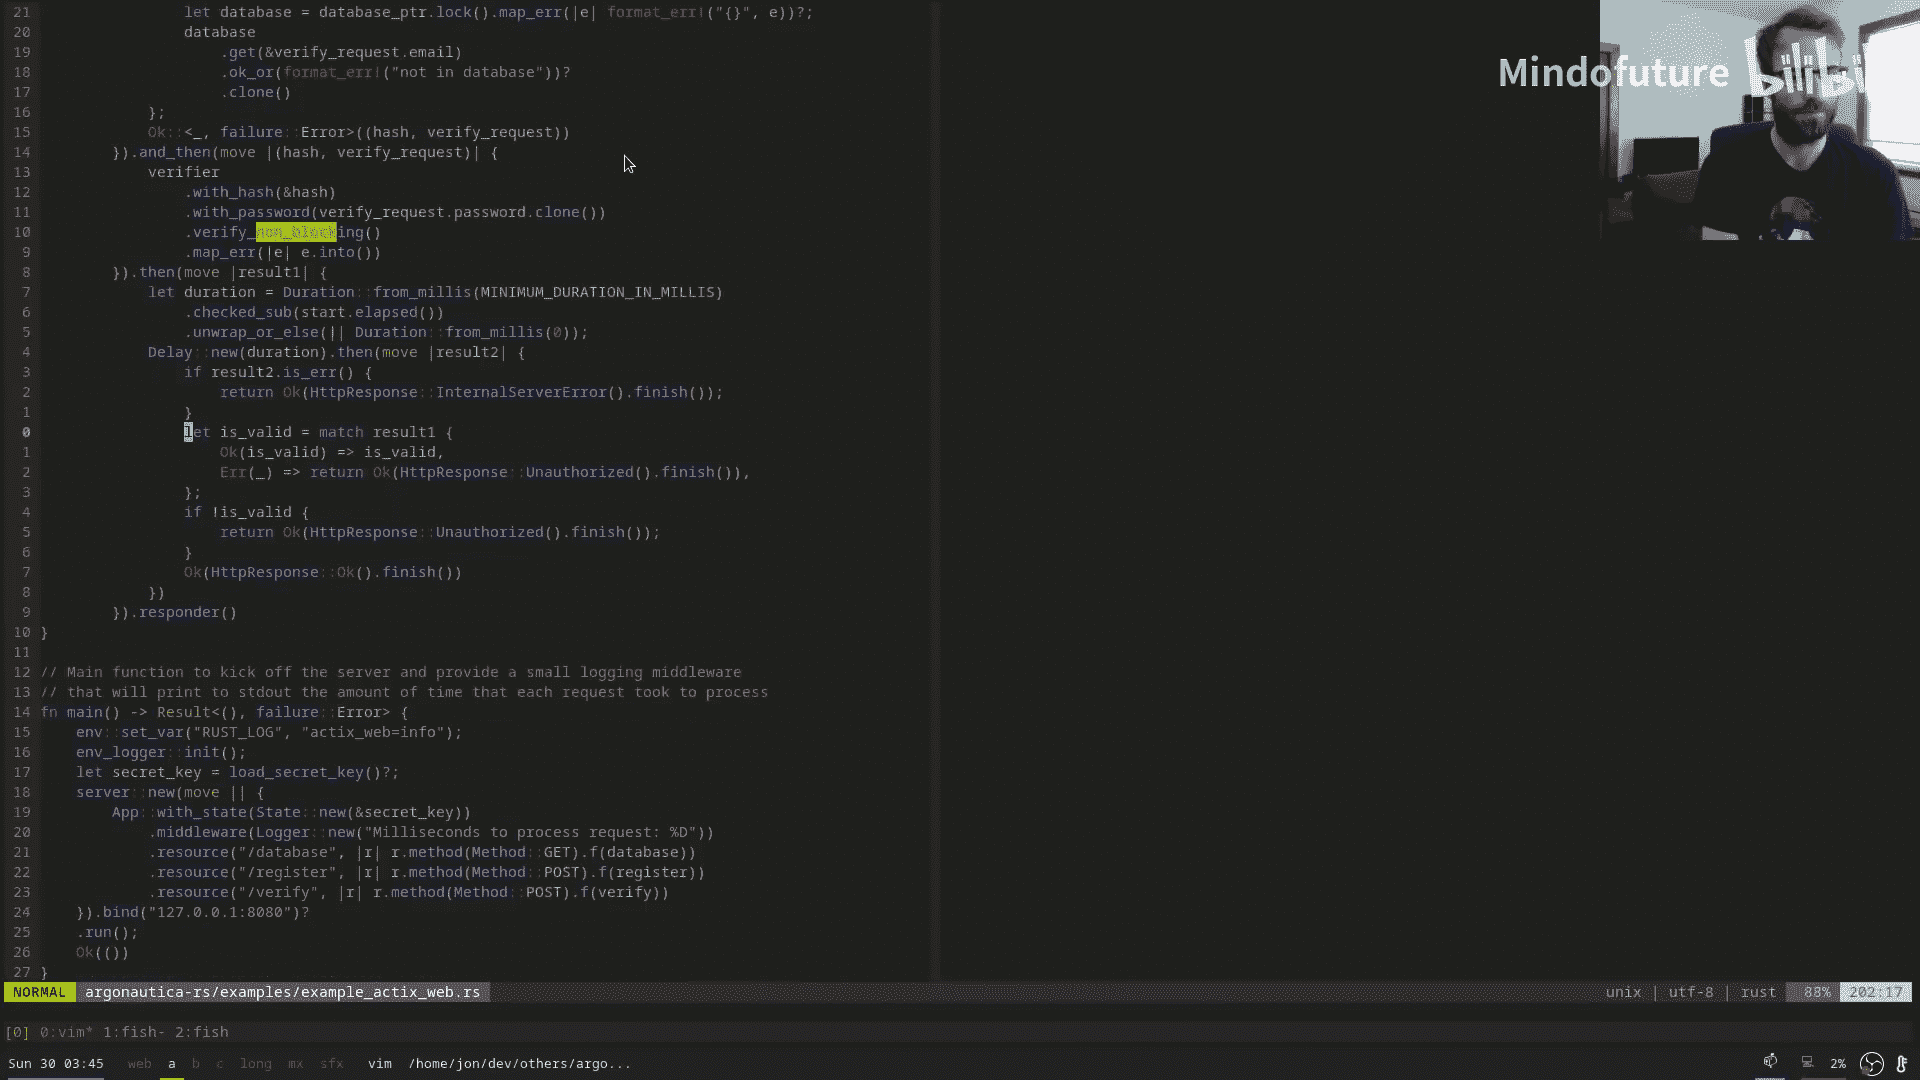 21 let database = database_ptr.lock().map_err(|e| format_err!("{}", e))?;
20 database
19 .get(&verify_request.email)
18 .ok_or(format_err!("not in database"))?
17 .clone()
16 };
15 Ok::<_, failure::Error>((hash, verify_request))
14 }).and_then(move |(hash, verify_request)| {
13 verifier
12 .with_hash(&hash)
11 .with_password(verify_request.password.clone())
10 .verify_non_blocking()
9 .map_err(|e| e.into())
8 }).then(move |result1| {
7 let duration = Duration::from_millis(MINIMUM_DURATION_IN_MILLIS)
6 .checked_sub(start.elapsed())
5 .unwrap_or_else(|| Duration::from_millis(0));
4 Delay::new(duration).then(move |result2| {
3 if result2.is_err() {
2 return Ok(HttpResponse::InternalServerError().finish());
1 }
0 let is_valid = match result1 {
1 Ok(is_valid) => is_valid,
2 Err(_) => return Ok(HttpResponse::Unauthorized().finish()),
3 };
4 if !is_valid {
5 return Ok(HttpResponse::Unauthorized().finish());
6 }
7 Ok(HttpResponse::Ok().finish())
8 })
9 }).responder()
10 }
11
12 // Main function to kick off the server and provide a small logging middleware
13 // that will print to stdout the amount of time that each request took to process
14 fn main() -> Result<(), failure::Error> {
15 env::set_var("RUST_LOG", "actix_web=info");
16 env_logger::init();
17 let secret_key = load_secret_key()?;
18 server::new(move || {
19 App::with_state(State::new(&secret_key))
20 .middleware(Logger::new("Milliseconds to process request: %D"))
21 .resource("/database", |r| r.method(Method::GET).f(database))
22 .resource("/register", |r| r.method(Method::POST).f(register))
23 .resource("/verify", |r| r.method(Method::POST).f(verify))
24 }).bind("127.0.0.1:8080")?
25 .run();
26 Ok(())
27 }
NORMAL argonautica-rs/examples/example_actix_web.rs unix | utf-8 | rust 88% 202:17
[0] 0:vim* 1:fish- 2:fish
Sun 30 03:45 web a b c long mx sfx vim /home/jon/dev/others/argo... 2%
Mindofuture bilibili